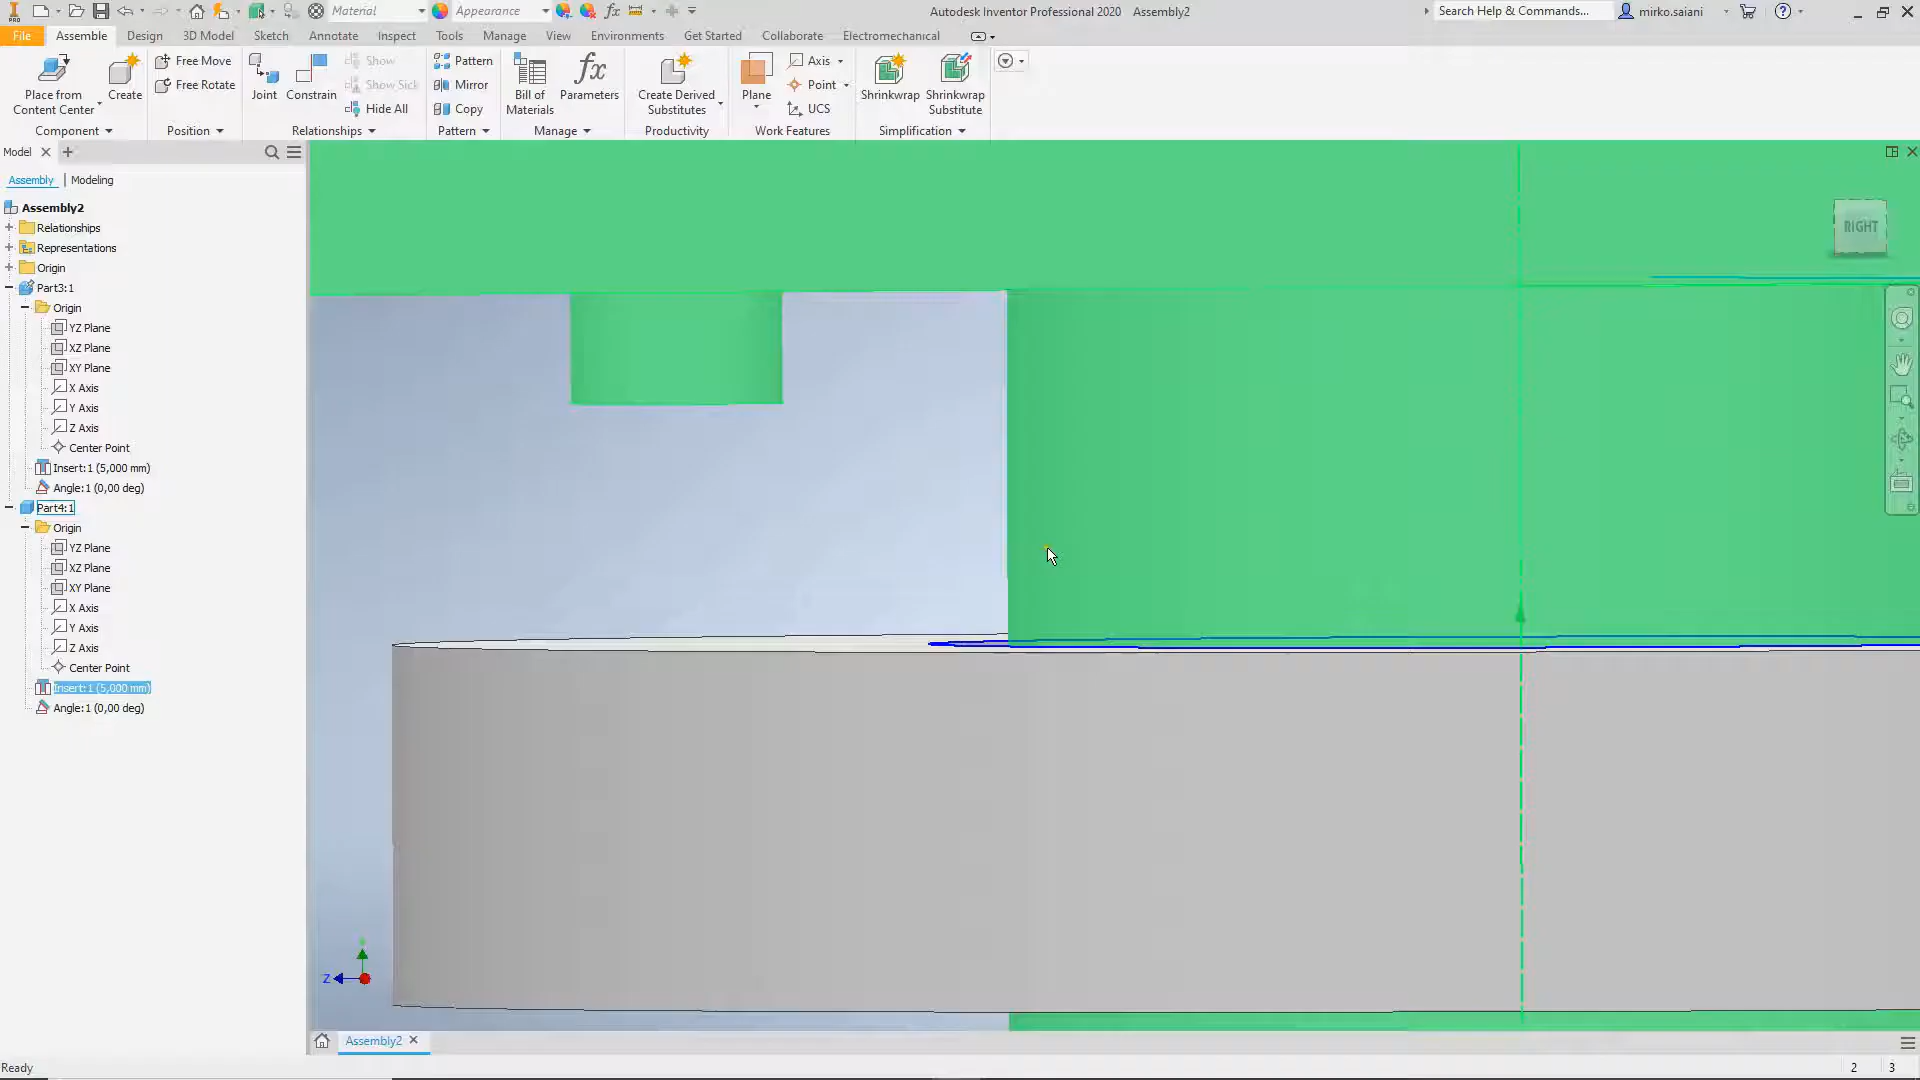 Material
Appearance
Autodesk Inventor Professional 2020 Assembly2
Search Help & Commands...
mirko.saiani
File Assemble Design 3D Model Sketch Annotate Inspect Tools Manage View Environments Get Started Collaborate Electromechanical
Place from
Content Center
Create
Free Move
Free Rotate
Joint
Constrain
Show
Show Sick
Hide All
Pattern
Mirror
Copy
Bill of
Materials
fx
Parameters
Create Derived
Substitutes
Plane
Axis
Point
UCS
Shrinkwrap
Shrinkwrap
Substitute
Component Position Relationships Pattern Manage Productivity Work Features Simplification
Model
Assembly | Modeling
Assembly2
Relationships
Representations
Origin
Part3:1
Origin
YZ Plane
XZ Plane
XY Plane
X Axis
Y Axis
Z Axis
Center Point
Insert:1 (5,000 mm)
Angle:1 (0,00 deg)
Part4:1
Origin
YZ Plane
XZ Plane
XY Plane
X Axis
Y Axis
Z Axis
Center Point
Insert:1 (5,000 mm)
Angle:1 (0,00 deg)
RIGHT
Z
Assembly2
Ready
2 3